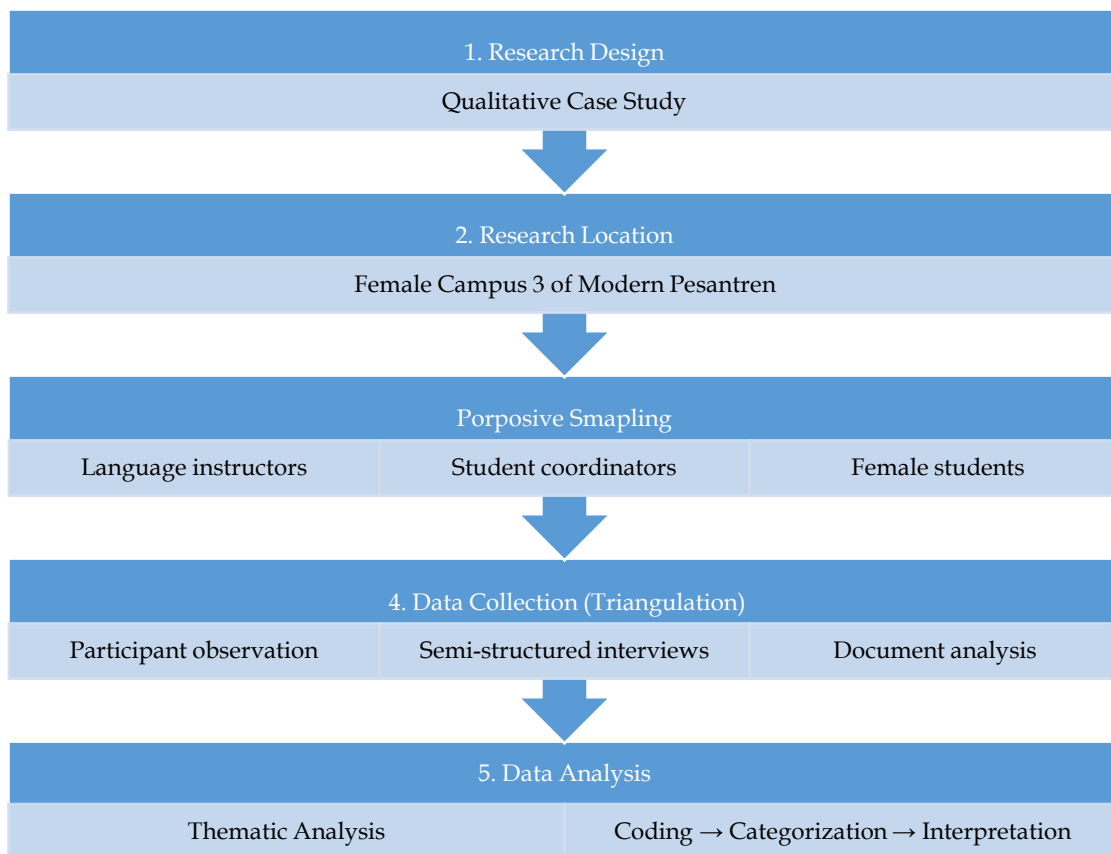 1. Research Design
Qualitative Case Study
2. Research Location
Female Campus 3 of Modern Pesantren
Porposive Smapling
Language instructors
Student coordinators
Female students
4. Data Collection (Triangulation)
Participant observation
Semi-structured interviews
Document analysis
5. Data Analysis
Thematic Analysis
Coding → Categorization → Interpretation